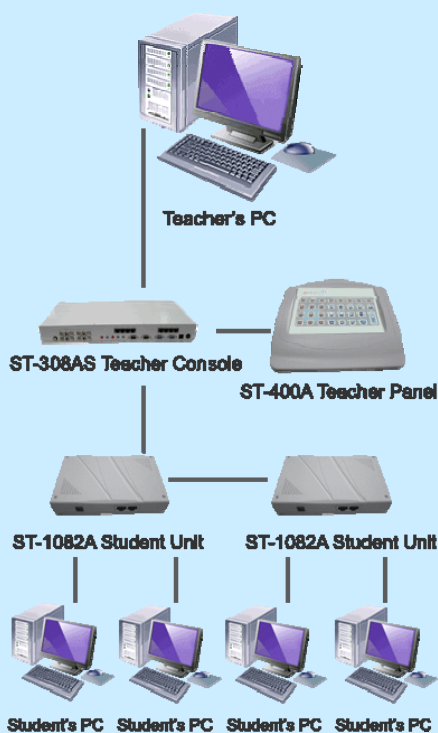 Teacher's PC
ST-308AS Teacher Console
ST-400A Teacher Panel
ST-1082A Student Unit
ST-1082A Student Unit
Student's PC
Student's PC
Student's PC
Student's PC